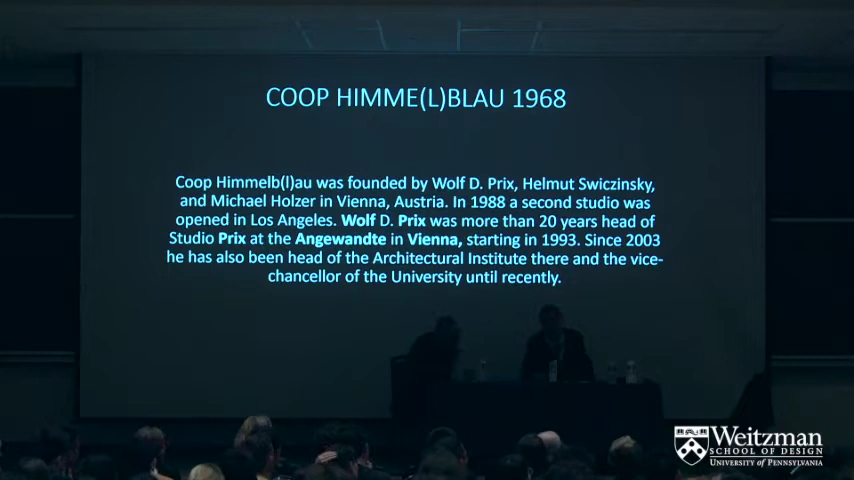 COOP HIMME(L)BLAU 1968
Coop Himmelb(l)au was founded by Wolf D. Prix, Helmut Swiczinsky,
and Michael Holzer in Vienna, Austria. In 1988 a second studio was
opened in Los Angeles. Wolf D. Prix was more than 20 years head of
Studio Prix at the Angewandte in Vienna, starting in 1993. Since 2003
he has also been head of the Architectural Institute there and the vice-
chancellor of the University until recently.
Weitzman
SCHOOL OF DESIGN
UNIVERSITY OF PENNSYLVANIA